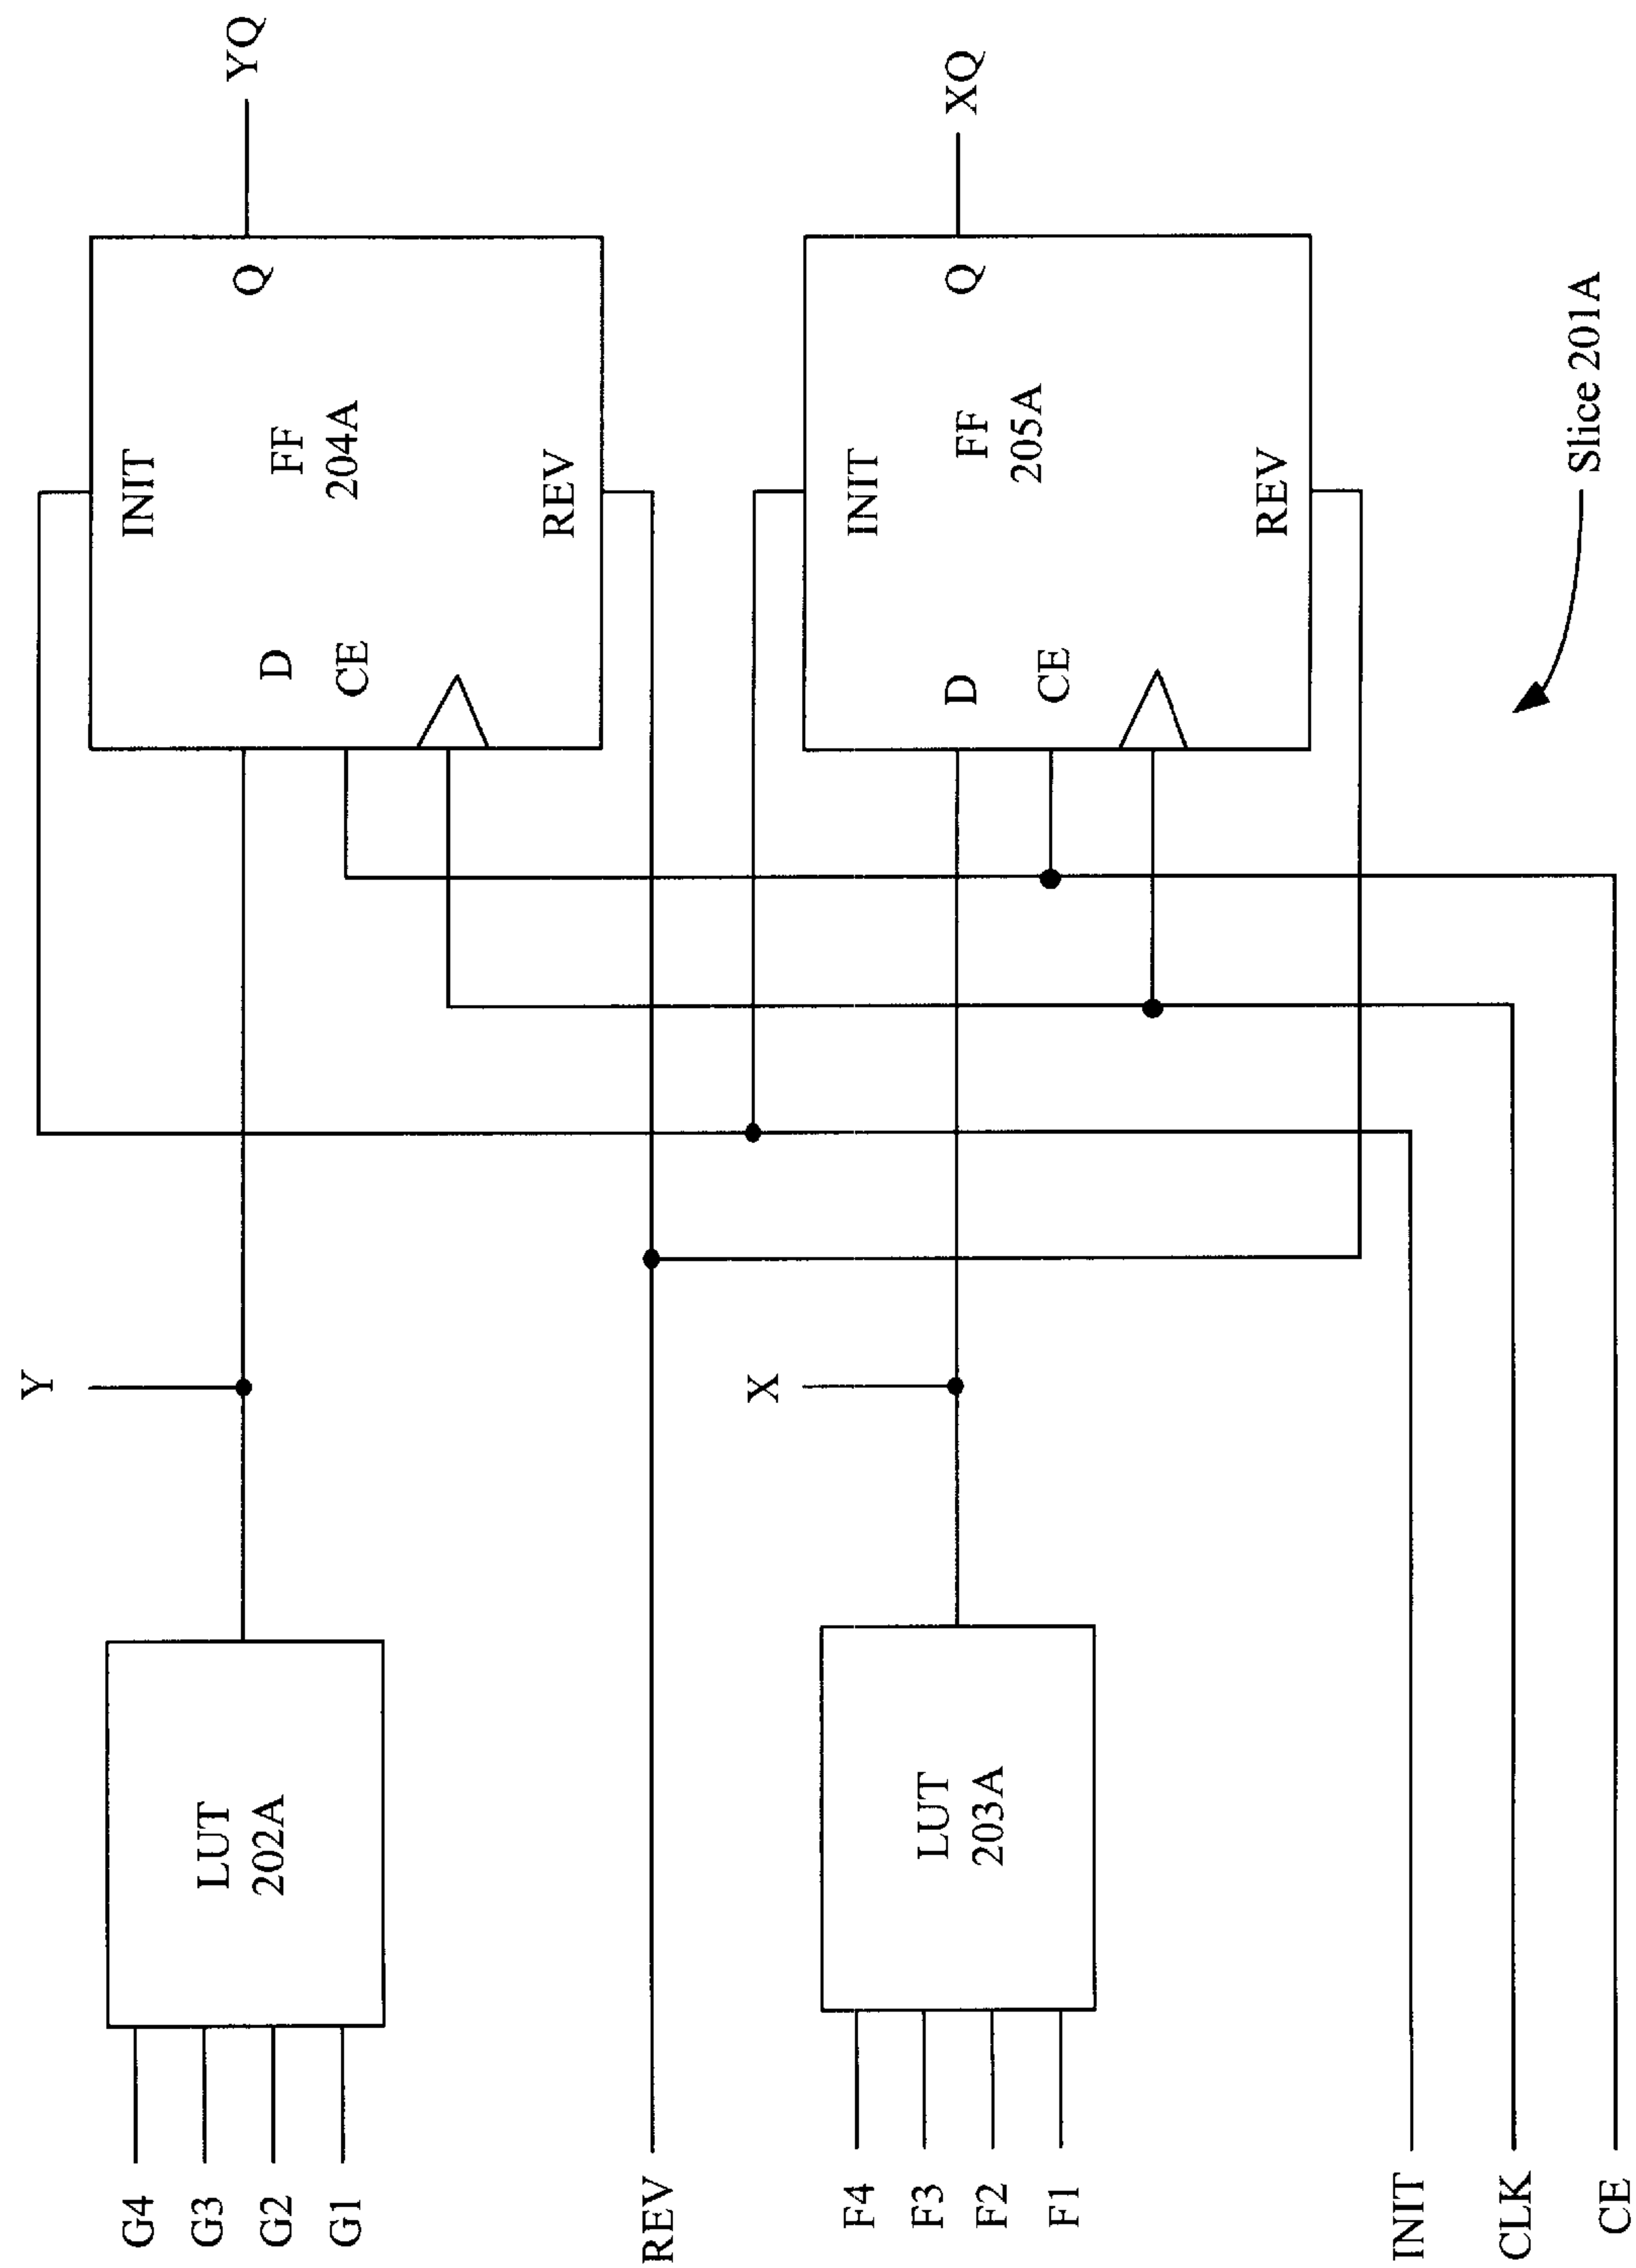 G4
G3
G2
G1
LUT
202A
Y
INIT
D
CE
FF
204A
REV
Q
YQ
REV
F4
F3
F2
F1
LUT
203A
X
INIT
D
CE
FF
205A
REV
Q
XQ
INIT
CLK
CE
Slice 201A